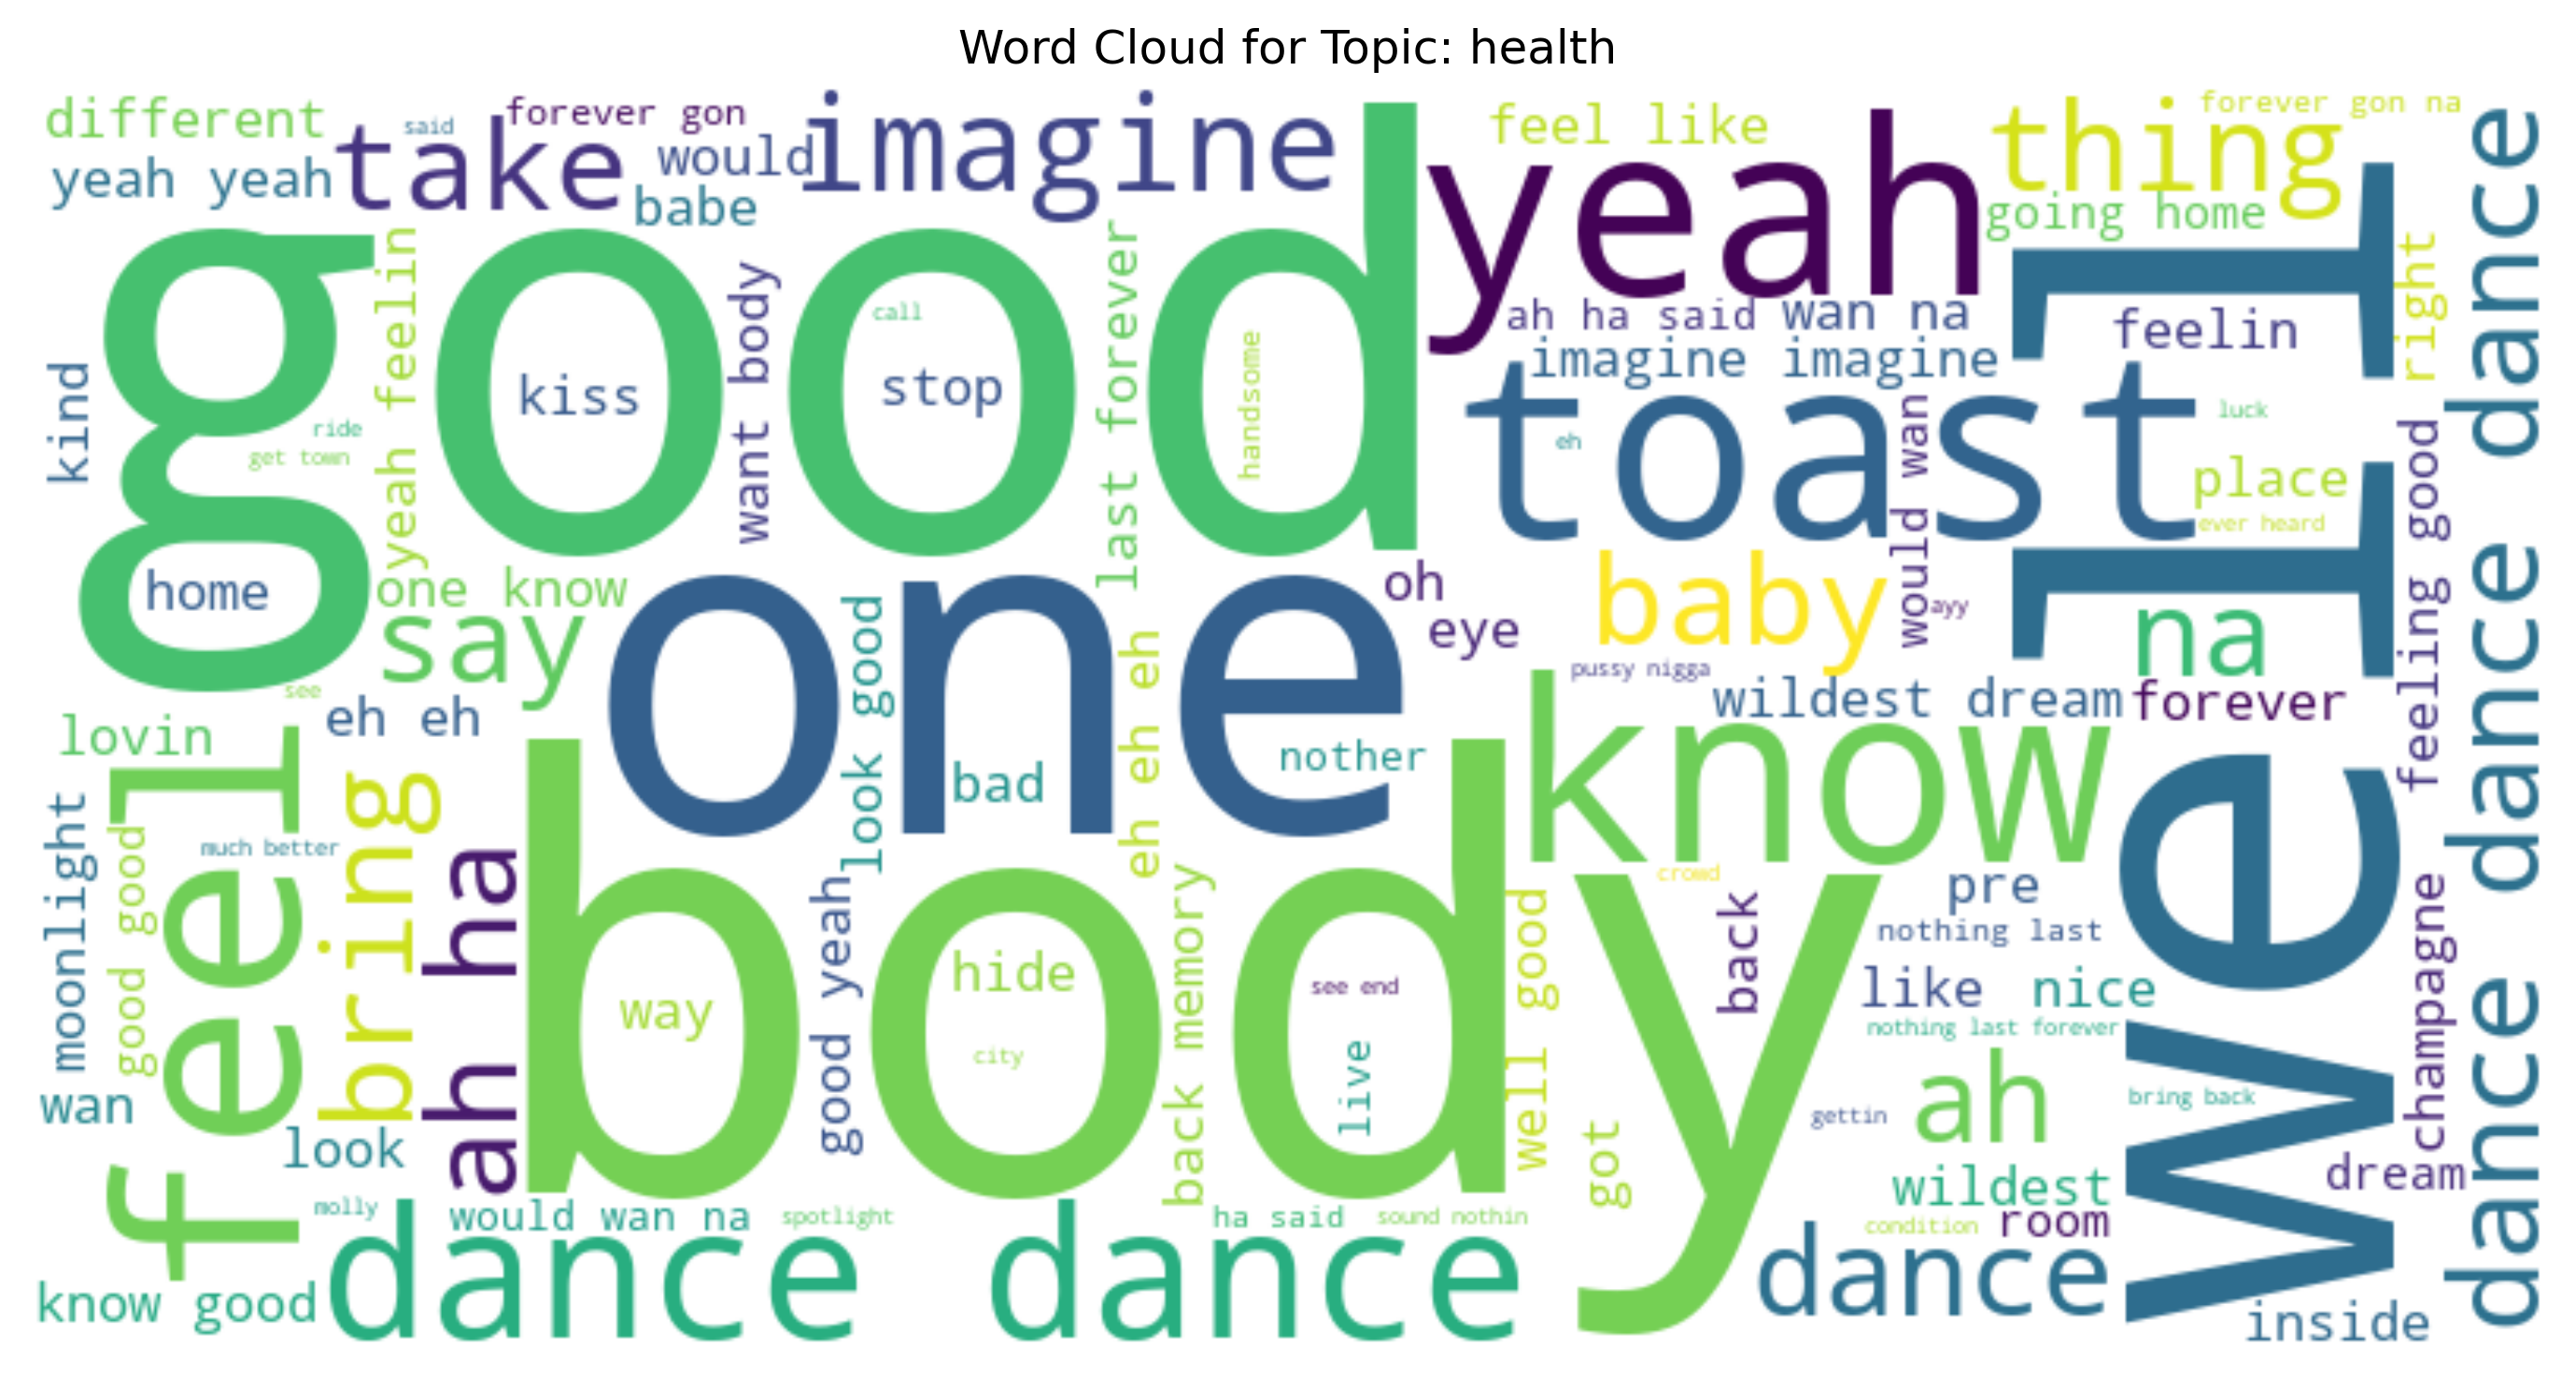 Word Cloud for Topic: health
different
said
forever gon
imagine
feel like
thing
forever gon na
yeah yeah
take
would
babe
yeah
going home
good
yeah feelin
want body
call
last forever
handsome
ah ha said
wan na
feelin
right
dance dance dance dance
kind
kiss
stop
imagine imagine
toast
would wan
luck
ride
get town
eh
place
ever heard
feeling good
home
one know
say
one
look good
oh
eye
baby
ayy
na
well
see
eh eh
eh eh eh
pussy nigga
wildest dream
forever
lovin
feel
bring
bad
nother
know
moonlight
good good
much better
ah ha
body
good yeah
back memory
well good
crowd
back
pre
nothing last
champagne
way
hide
see end
like
nice
nothing last forever
city
live
wan
look
got
gettin
ah
bring back
wildest
dream
molly
would wan na
spotlight
ha said
sound nothin
condition
room
know good
dance dance
dance
inside